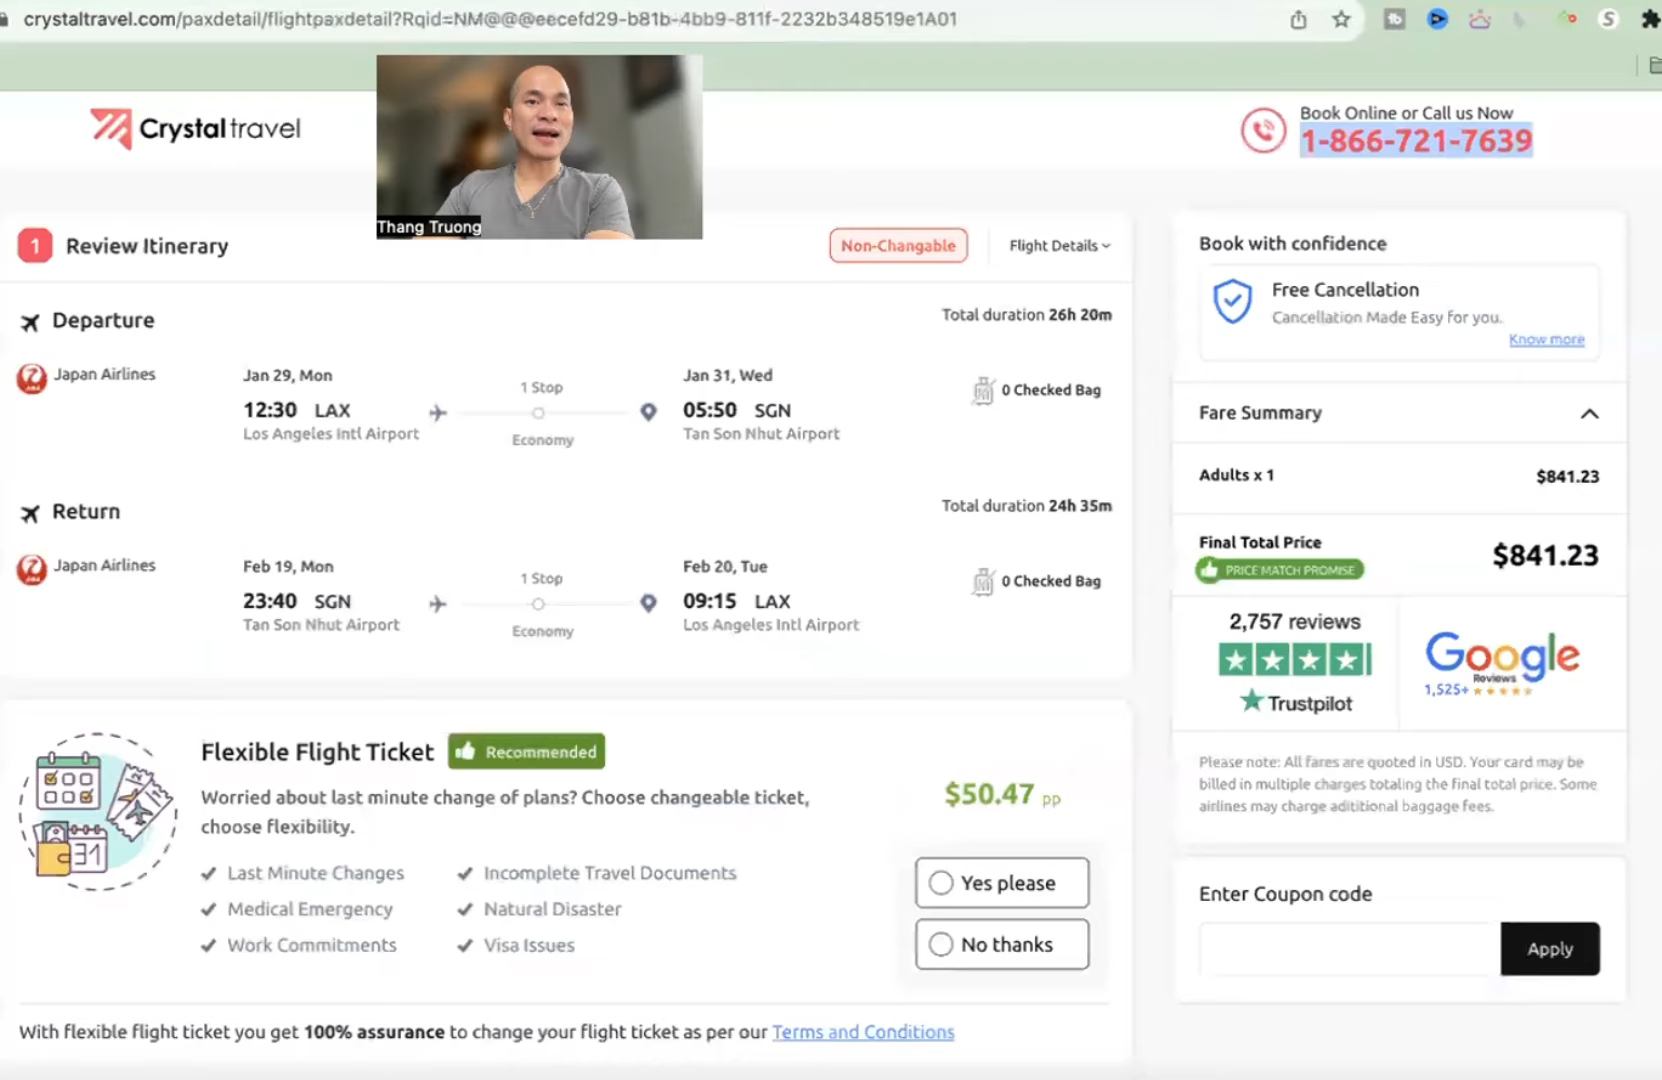 crystaltravel.com/paxdetail/flightpaxdetail?Rqid=NM@@@eecefd29-b81b-4bb9-811f-2232b348519e1A01
Crystal travel
Thang Truong
Book Online or Call us Now
1-866-721-7639
1 Review Itinerary
Non-Changable
Flight Details
Departure
Total duration 26h 20m
Japan Airlines
Jan 29, Mon
12:30 LAX
Los Angeles Intl Airport
1 Stop
Economy
Jan 31, Wed
05:50 SGN
Tan Son Nhut Airport
0 Checked Bag
Return
Total duration 24h 35m
Japan Airlines
Feb 19, Mon
23:40 SGN
Tan Son Nhut Airport
1 Stop
Economy
Feb 20, Tue
09:15 LAX
Los Angeles Intl Airport
0 Checked Bag
Flexible Flight Ticket
Recommended
Worried about last minute change of plans? Choose changeable ticket,
choose flexibility.
$50.47 pp
Last Minute Changes
Incomplete Travel Documents
Medical Emergency
Natural Disaster
Work Commitments
Visa Issues
31
Yes please
No thanks
With flexible flight ticket you get 100% assurance to change your flight ticket as per our Terms and Conditions
Book with confidence
Free Cancellation
Cancellation Made Easy for you.
Know more
Fare Summary
Adults x 1
$841.23
Final Total Price
PRICE MATCH PROMISE
$841.23
2,757 reviews
Trustpilot
Google
Reviews
1,525+
Please note: All fares are quoted in USD. Your card may be
billed in multiple charges totaling the final total price. Some
airlines may charge aditional baggage fees.
Enter Coupon code
Apply